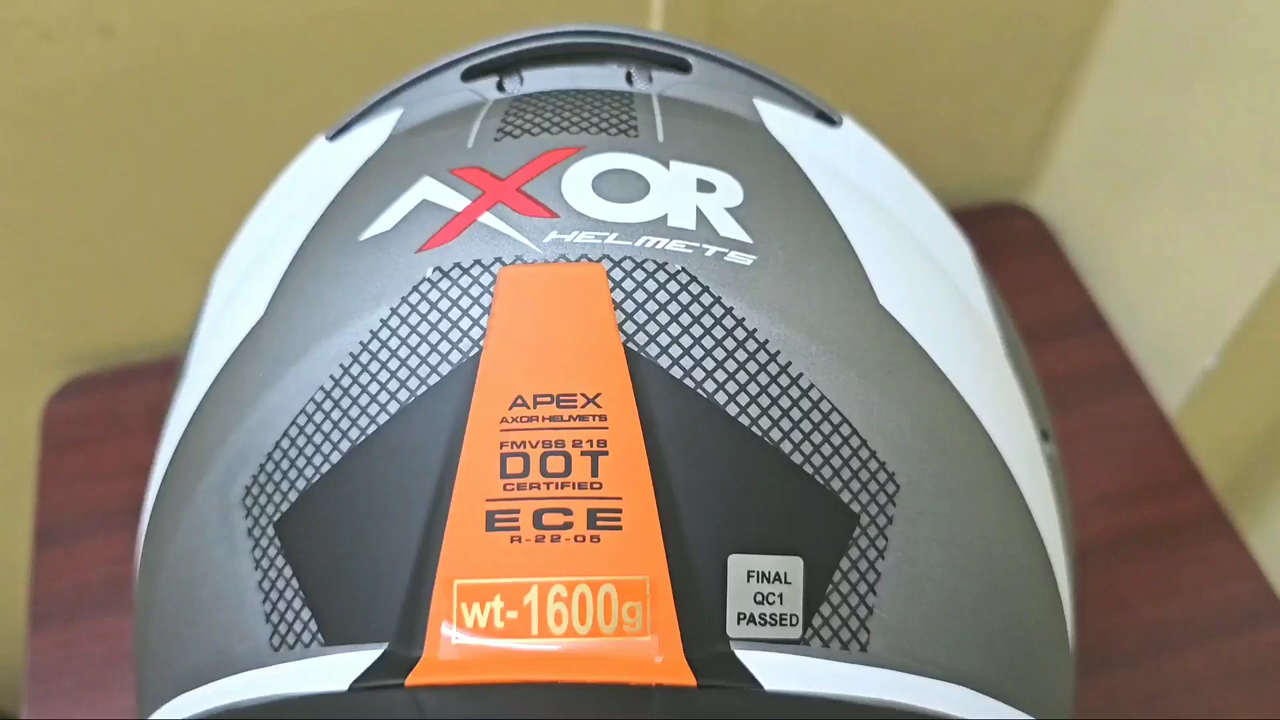 AXOR
HELMETS
APEX
AXOR HELMETS
FMVSS 218
DOT
CERTIFIED
ECE
R-22-05
wt-1600g
FINAL
QC1
PASSED